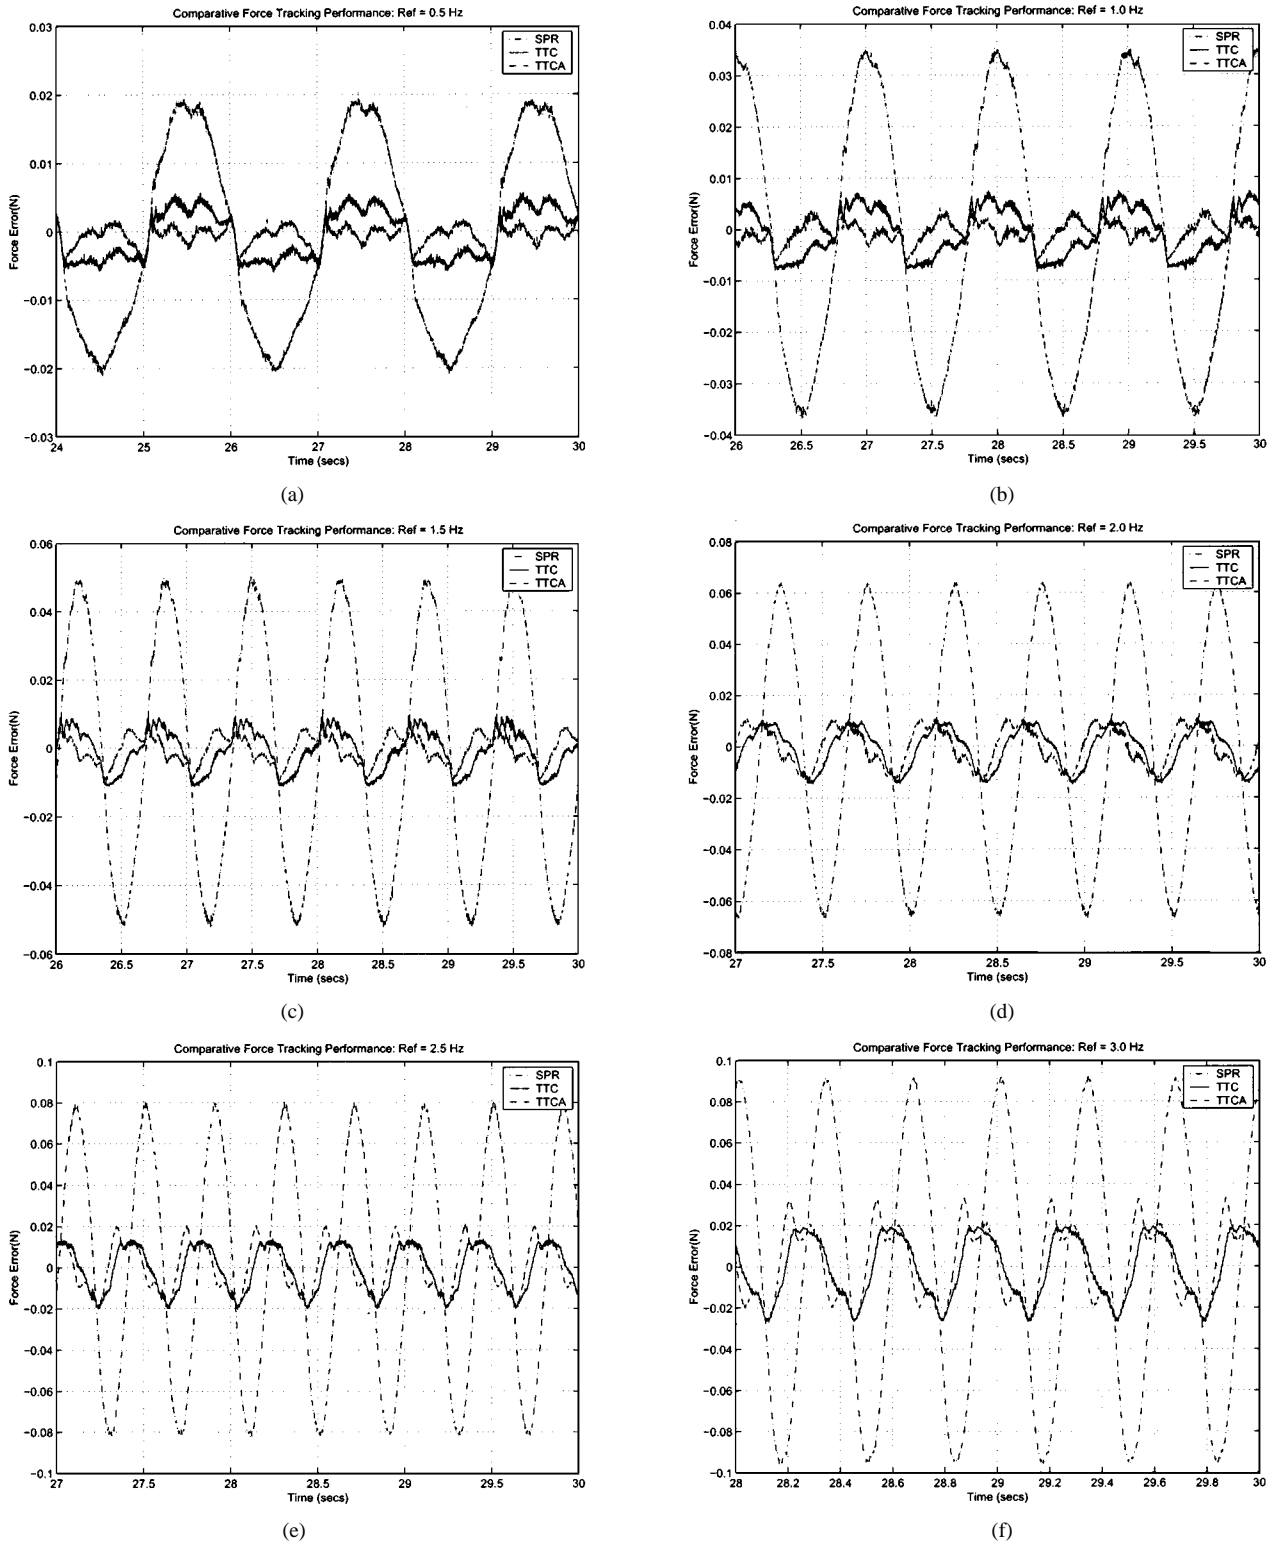 Comparative Force Tracking Performance: Ref = 0.5 Hz
SPR
TTC
TTCA
0.03
0.02
0.01
0
−0.01
−0.02
−0.03
Force Error(N)
24 25 26 27 28 29 30
Time (secs)
(a)
Comparative Force Tracking Performance: Ref = 1.0 Hz
SPR
TTC
TTCA
0.04
0.03
0.02
0.01
0
−0.01
−0.02
−0.03
−0.04
Force Error(N)
26 26.5 27 27.5 28 28.5 29 29.5 30
Time (secs)
(b)
Comparative Force Tracking Performance: Ref = 1.5 Hz
SPR
TTC
TTCA
0.06
0.04
0.02
0
−0.02
−0.04
−0.06
Force Error(N)
26 26.5 27 27.5 28 28.5 29 29.5 30
Time (secs)
(c)
Comparative Force Tracking Performance: Ref = 2.0 Hz
SPR
TTC
TTCA
0.08
0.06
0.04
0.02
0
−0.02
−0.04
−0.06
−0.08
Force Error(N)
27 27.5 28 28.5 29 29.5 30
Time (secs)
(d)
Comparative Force Tracking Performance: Ref = 2.5 Hz
SPR
TTC
TTCA
0.1
0.08
0.06
0.04
0.02
0
−0.02
−0.04
−0.06
−0.08
−0.1
Force Error(N)
27 27.5 28 28.5 29 29.5 30
Time (secs)
(e)
Comparative Force Tracking Performance: Ref = 3.0 Hz
SPR
TTC
TTCA
0.1
0.08
0.06
0.04
0.02
0
−0.02
−0.04
−0.06
−0.08
−0.1
Force Error(N)
28 28.2 28.4 28.6 28.8 29 29.2 29.4 29.6 29.8 30
Time (secs)
(f)